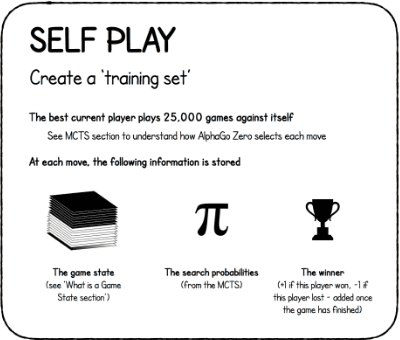 SELF PLAY
Create a 'training set'
The best current player plays 25,000 games against itself
See MCTS section to understand how AlphaGo Zero selects each move
At each move, the following information is stored
π
The game state
(see 'What is a Game
State section')
The search probabilities
(from the MCTS)
The winner
(+1 if this player won, -1 if
this player lost - added once
the game has finished)